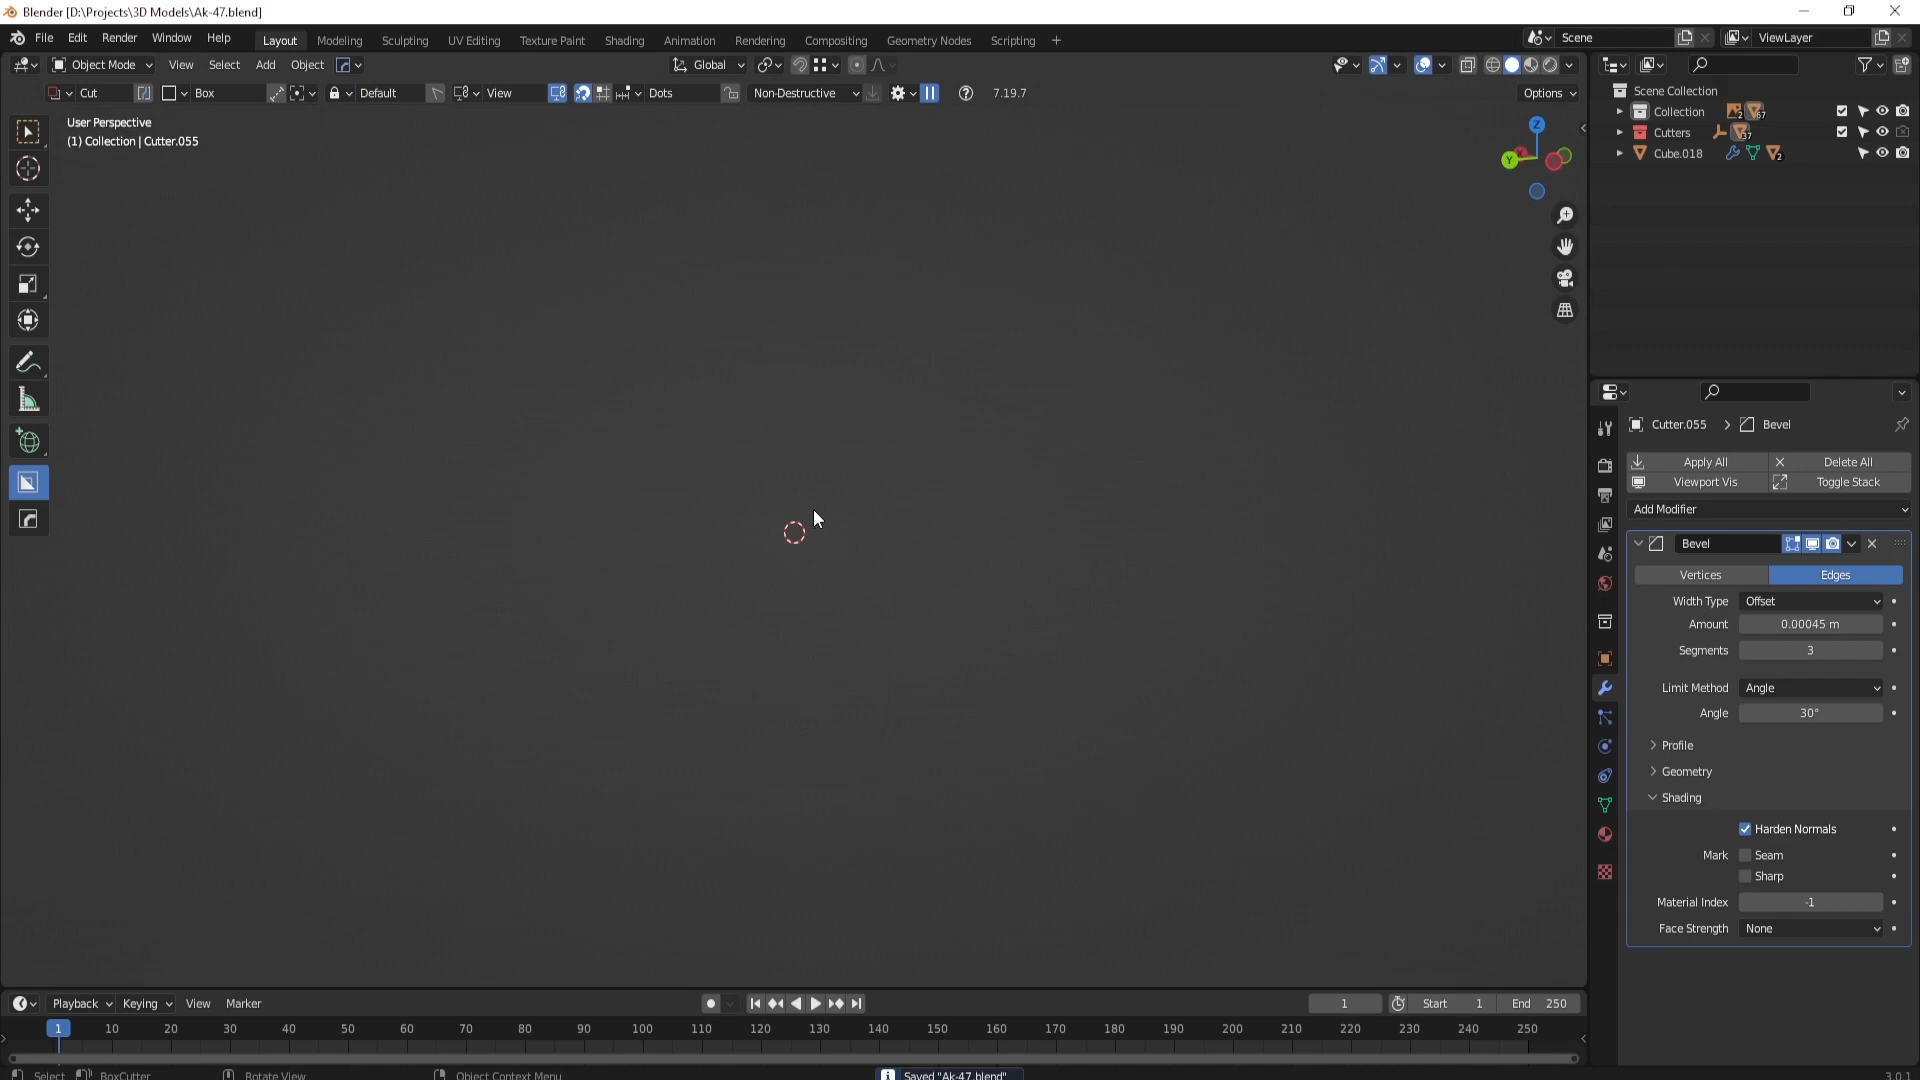 Blender [D:\Projects\3D Models\Ak-47.blend]
File Edit Render Window Help Layout Modeling Sculpting UV Editing Texture Paint Shading Animation Rendering Compositing Geometry Nodes Scripting + Scene ViewLayer
Object Mode View Select Add Object Global
Cut Box Default View Dots Non-Destructive 7.19.7 Options
User Perspective
(1) Collection | Cutter.055
Z
Y
Scene Collection
Collection 2 67
Cutters 37
Cube.018 2
Cutter.055 > Bevel
Apply All Delete All
Viewport Vis Toggle Stack
Add Modifier
Bevel
Vertices Edges
Width Type Offset
Amount 0.00045 m
Segments 3
Limit Method Angle
Angle 30°
Profile
Geometry
Shading
Harden Normals
Mark Seam
Sharp
Material Index -1
Face Strength None
Playback Keying View Marker 1 Start 1 End 250
1 10 20 30 40 50 60 70 80 90 100 110 120 130 140 150 160 170 180 190 200 210 220 230 240 250
Select BoxCutter Rotate View Object Context Menu Saved "Ak-47.blend" 3.0.1